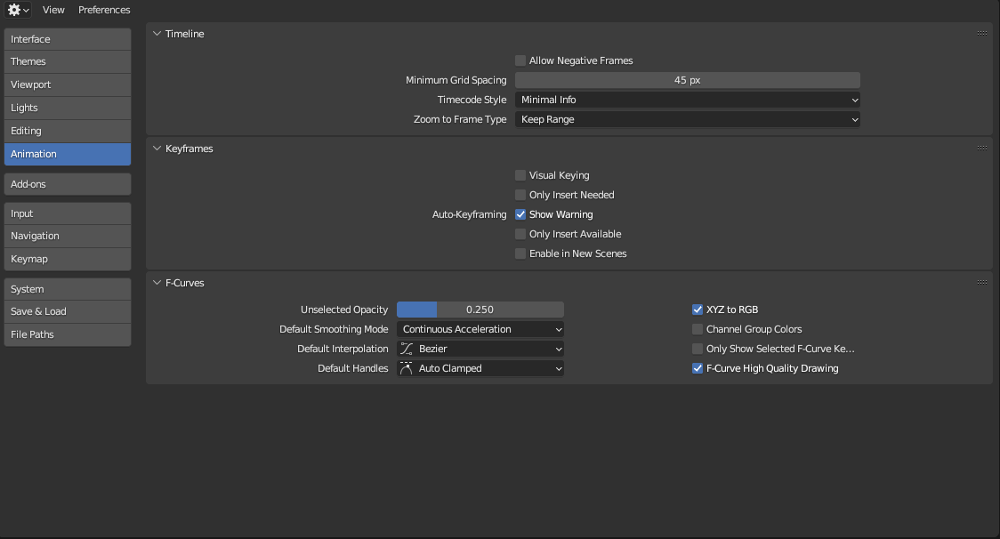 View Preferences
Interface
Themes
Viewport
Lights
Editing
Animation
Add-ons
Input
Navigation
Keymap
System
Save & Load
File Paths
Timeline
Allow Negative Frames
Minimum Grid Spacing 45 px
Timecode Style Minimal Info
Zoom to Frame Type Keep Range
Keyframes
Visual Keying
Only Insert Needed
Auto-Keyframing Show Warning
Only Insert Available
Enable in New Scenes
F-Curves
Unselected Opacity 0.250
Default Smoothing Mode Continuous Acceleration
Default Interpolation Bezier
Default Handles Auto Clamped
XYZ to RGB
Channel Group Colors
Only Show Selected F-Curve Ke...
F-Curve High Quality Drawing